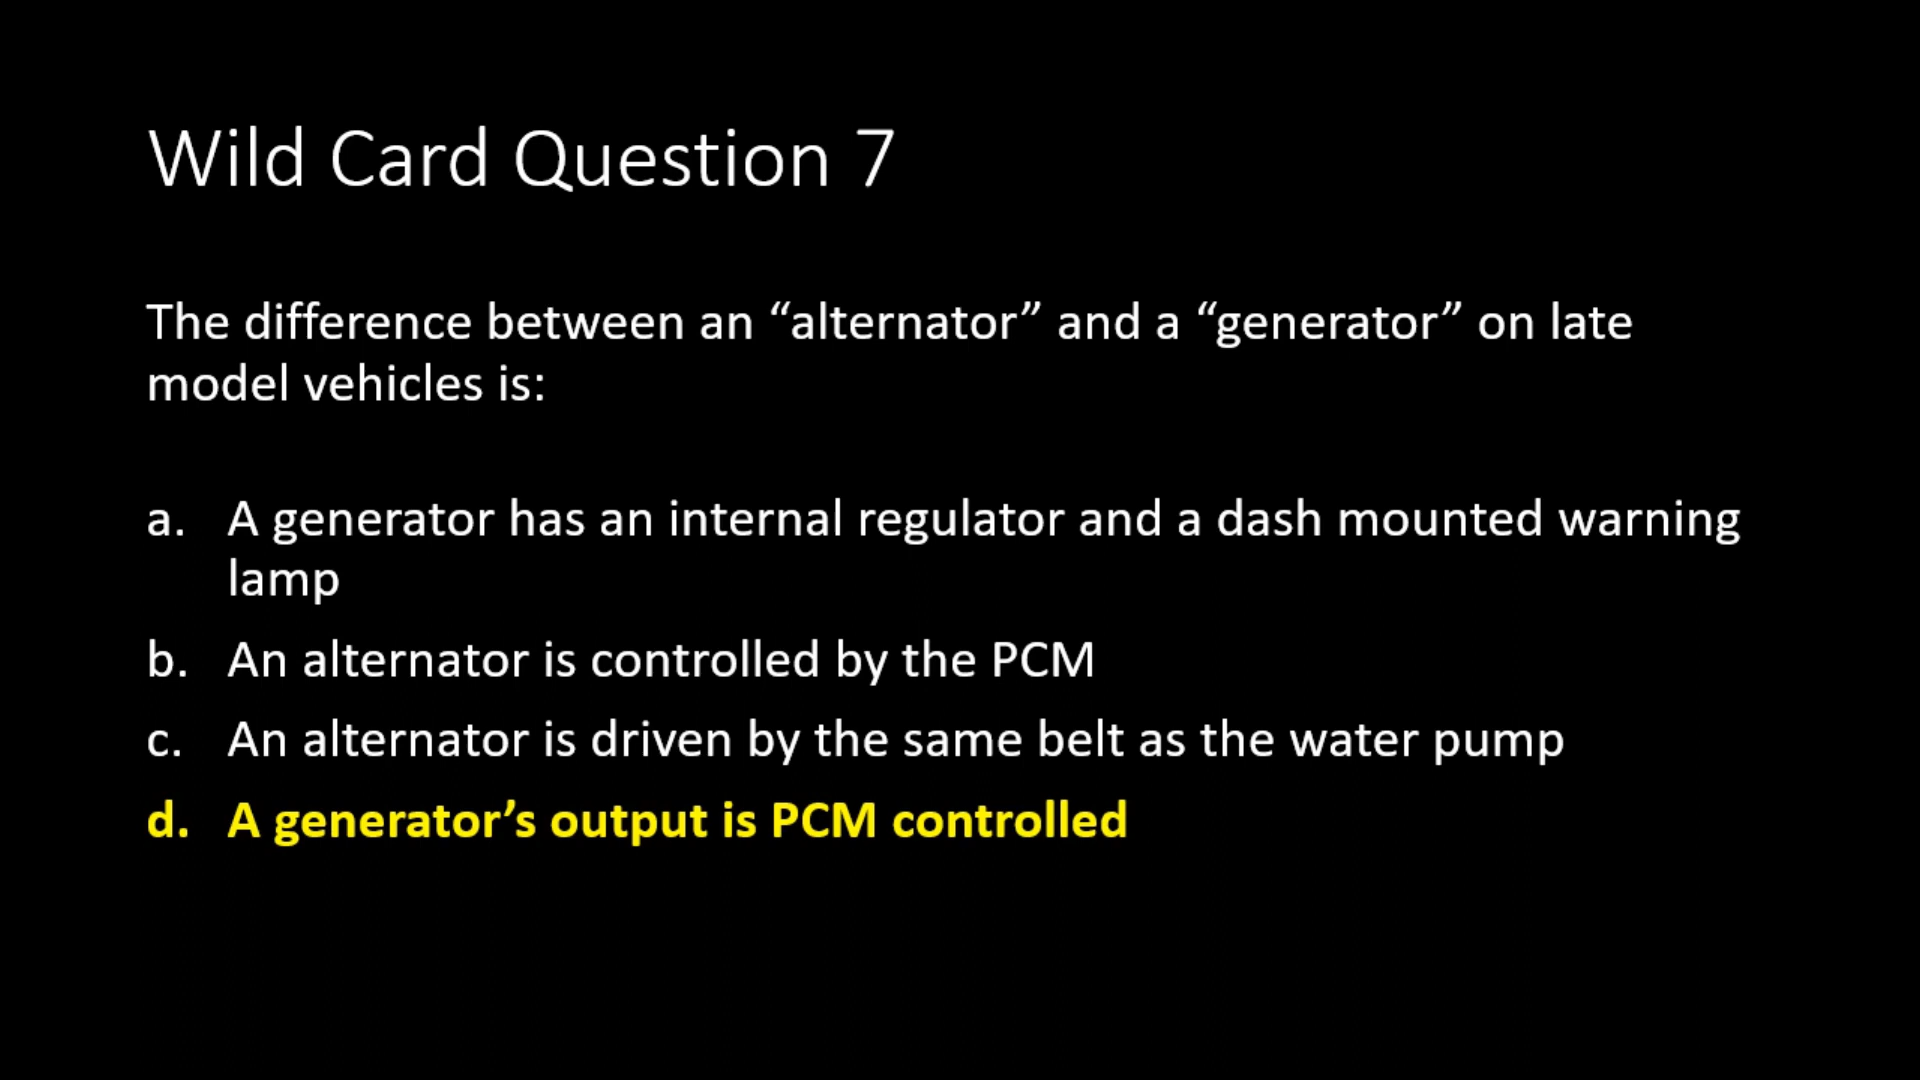 Wild Card Question 7
The difference between an “alternator” and a “generator” on late
model vehicles is:
a. A generator has an internal regulator and a dash mounted warning
lamp
b. An alternator is controlled by the PCM
c. An alternator is driven by the same belt as the water pump
d. A generator’s output is PCM controlled